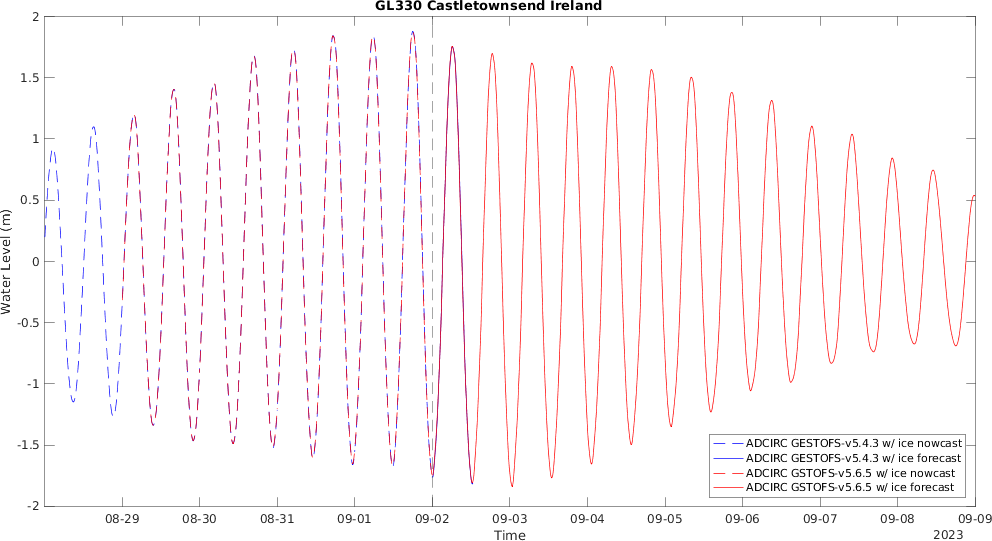 GL330 Castletownsend Ireland
Water Level (m)
2
1.5
1
0.5
0
-0.5
-1
-1.5
-2
ADCIRC GESTOFS-v5.4.3 w/ ice nowcast
ADCIRC GESTOFS-v5.4.3 w/ ice forecast
ADCIRC GSTOFS-v5.6.5 w/ ice nowcast
ADCIRC GSTOFS-v5.6.5 w/ ice forecast
08-29 08-30 08-31 09-01 09-02 09-03 09-04 09-05 09-06 09-07 09-08 09-09
Time
2023